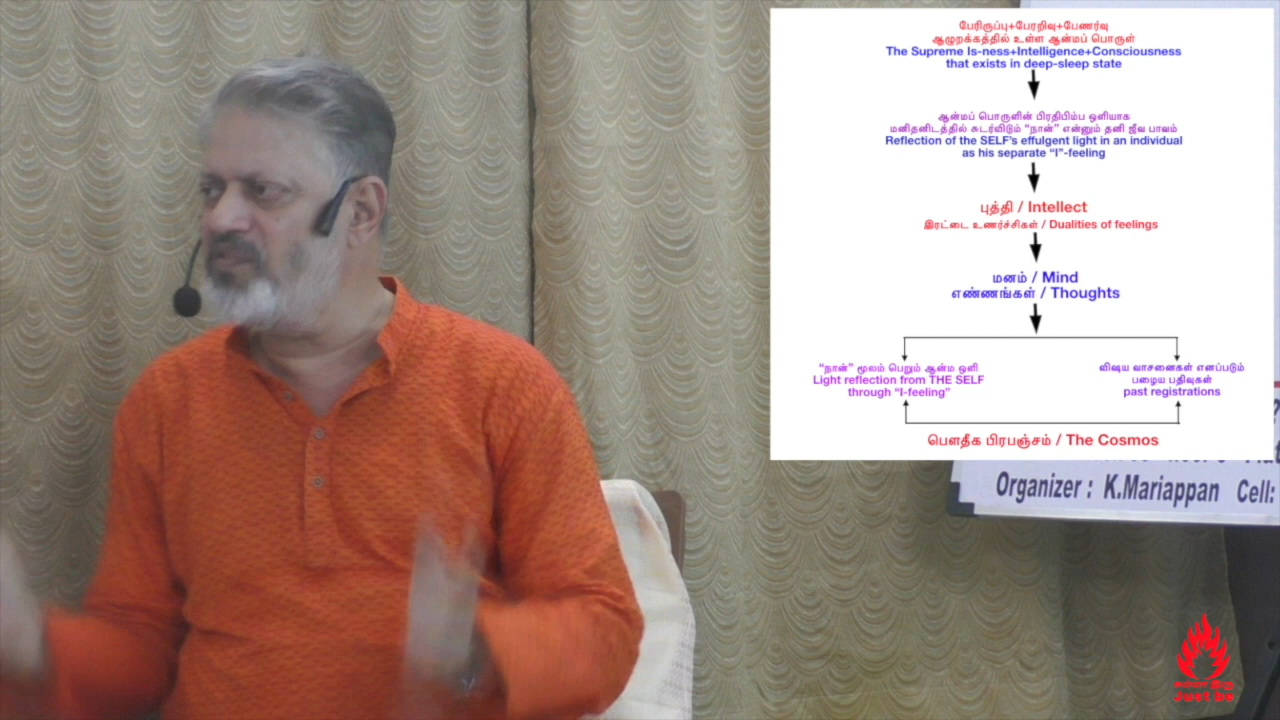 பேரிருப்பு+பேரறிவு+பேணர்வு
ஆழுறக்கத்தில் உள்ள ஆன்மப் பொருள்
The Supreme Is-ness+Intelligence+Consciousness
that exists in deep-sleep state
ஆன்மப் பொருளின் பிரதிபிம்ப ஒளியாக
மனிதனிடத்தில் சுடர்விடும் “நான்” என்னும் தனி ஜீவ பாவம்
Reflection of the SELF’s effulgent light in an individual
as his separate “I”-feeling
புத்தி / Intellect
இரட்டை உணர்ச்சிகள் / Dualities of feelings
மனம் / Mind
எண்ணங்கள் / Thoughts
“நான்” மூலம் பெறும் ஆன்ம ஒளி
Light reflection from THE SELF
through “I-feeling”
விஷய வாசனைகள் எனப்படும்
பழைய பதிவுகள்
past registrations
பௌதீக பிரபஞ்சம் / The Cosmos
Organizer : K.Mariappan Cell:
சும்மா இரு
Just be